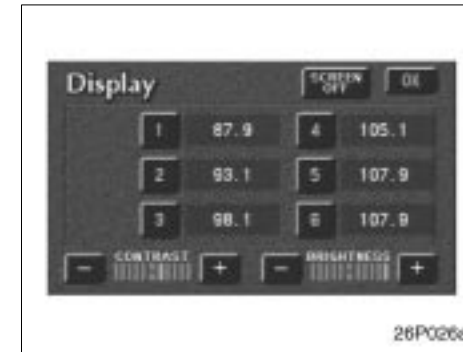 Display SCREEN OFF OK
1 87.9 4 105.1
2 93.1 5 107.9
3 98.1 6 107.9
− CONTRAST + − BRIGHTNESS +
26P026a